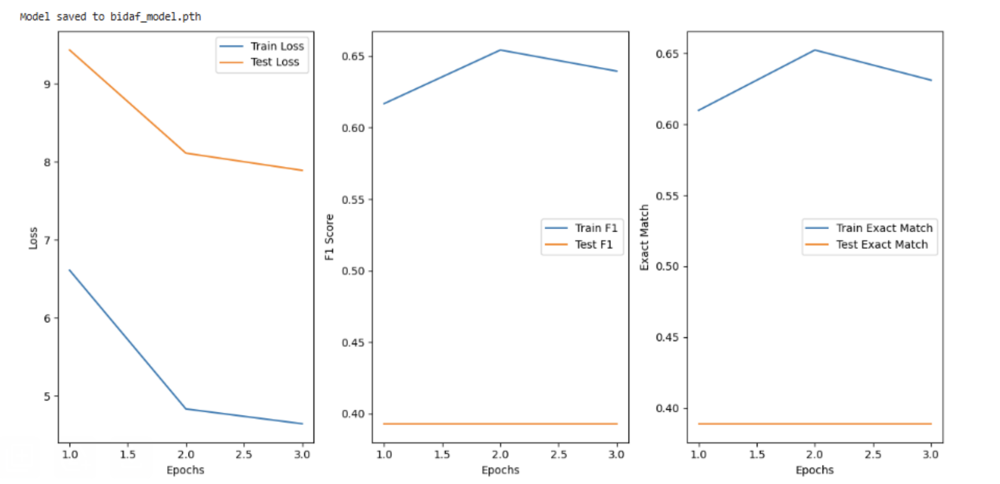 Model saved to bidaf_model.pth
Train Loss
Test Loss
9
8
7
6
5
Loss
1.0 1.5 2.0 2.5 3.0
Epochs
0.65
0.60
0.55
0.50
0.45
0.40
F1 Score
Train F1
Test F1
1.0 1.5 2.0 2.5 3.0
Epochs
0.65
0.60
0.55
0.50
0.45
0.40
Exact Match
Train Exact Match
Test Exact Match
1.0 1.5 2.0 2.5 3.0
Epochs